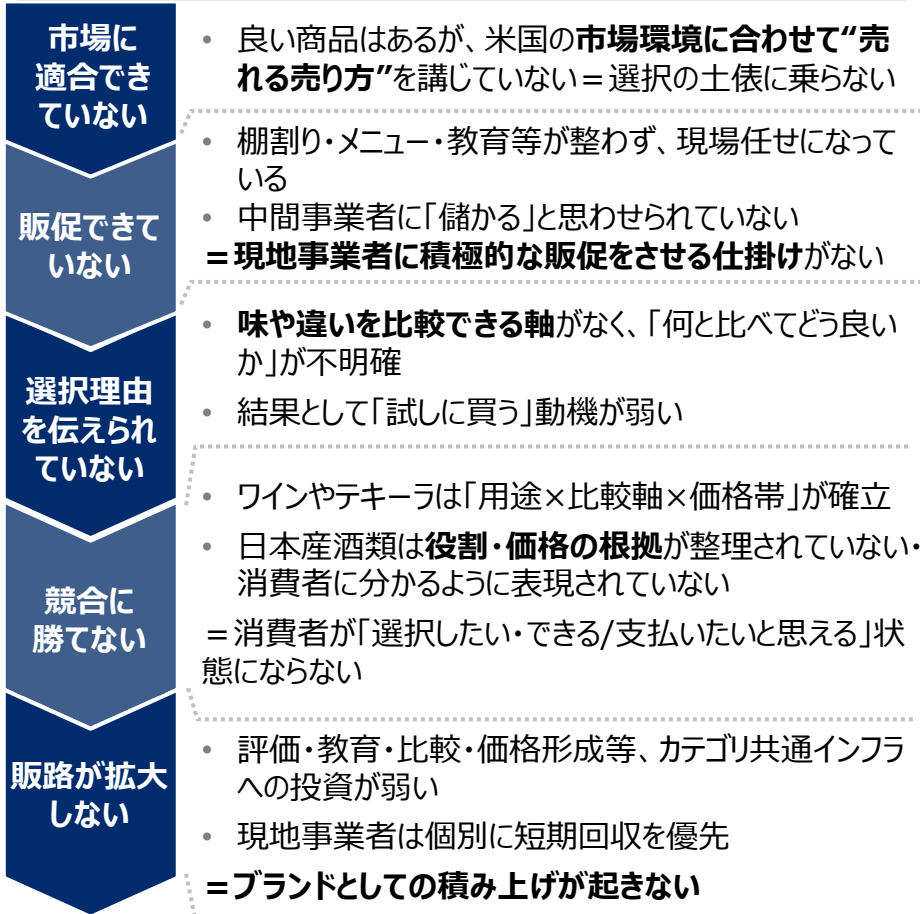 市場に
適合でき
ていない
• 良い商品はあるが、米国の市場環境に合わせて“売
れる売り方”を講じていない＝選択の土俵に乗らない
販促できて
いない
• 棚割り・メニュー・教育等が整わず、現場任せになって
いる
• 中間事業者に「儲かる」と思わせられていない
＝現地事業者に積極的な販促をさせる仕掛けがない
選択理由
を伝えられ
ていない
• 味や違いを比較できる軸がなく、「何と比べてどう良い
か」が不明確
• 結果として「試しに買う」動機が弱い
競合に
勝てない
• ワインやテキーラは「用途×比較軸×価格帯」が確立
• 日本産酒類は役割・価格の根拠が整理されていない・
消費者に分かるように表現されていない
＝消費者が「選択したい・できる/支払いたいと思える」状
態にならない
販路が拡大
しない
• 評価・教育・比較・価格形成等、カテゴリ共通インフラ
への投資が弱い
• 現地事業者は個別に短期回収を優先
＝ブランドとしての積み上げが起きない